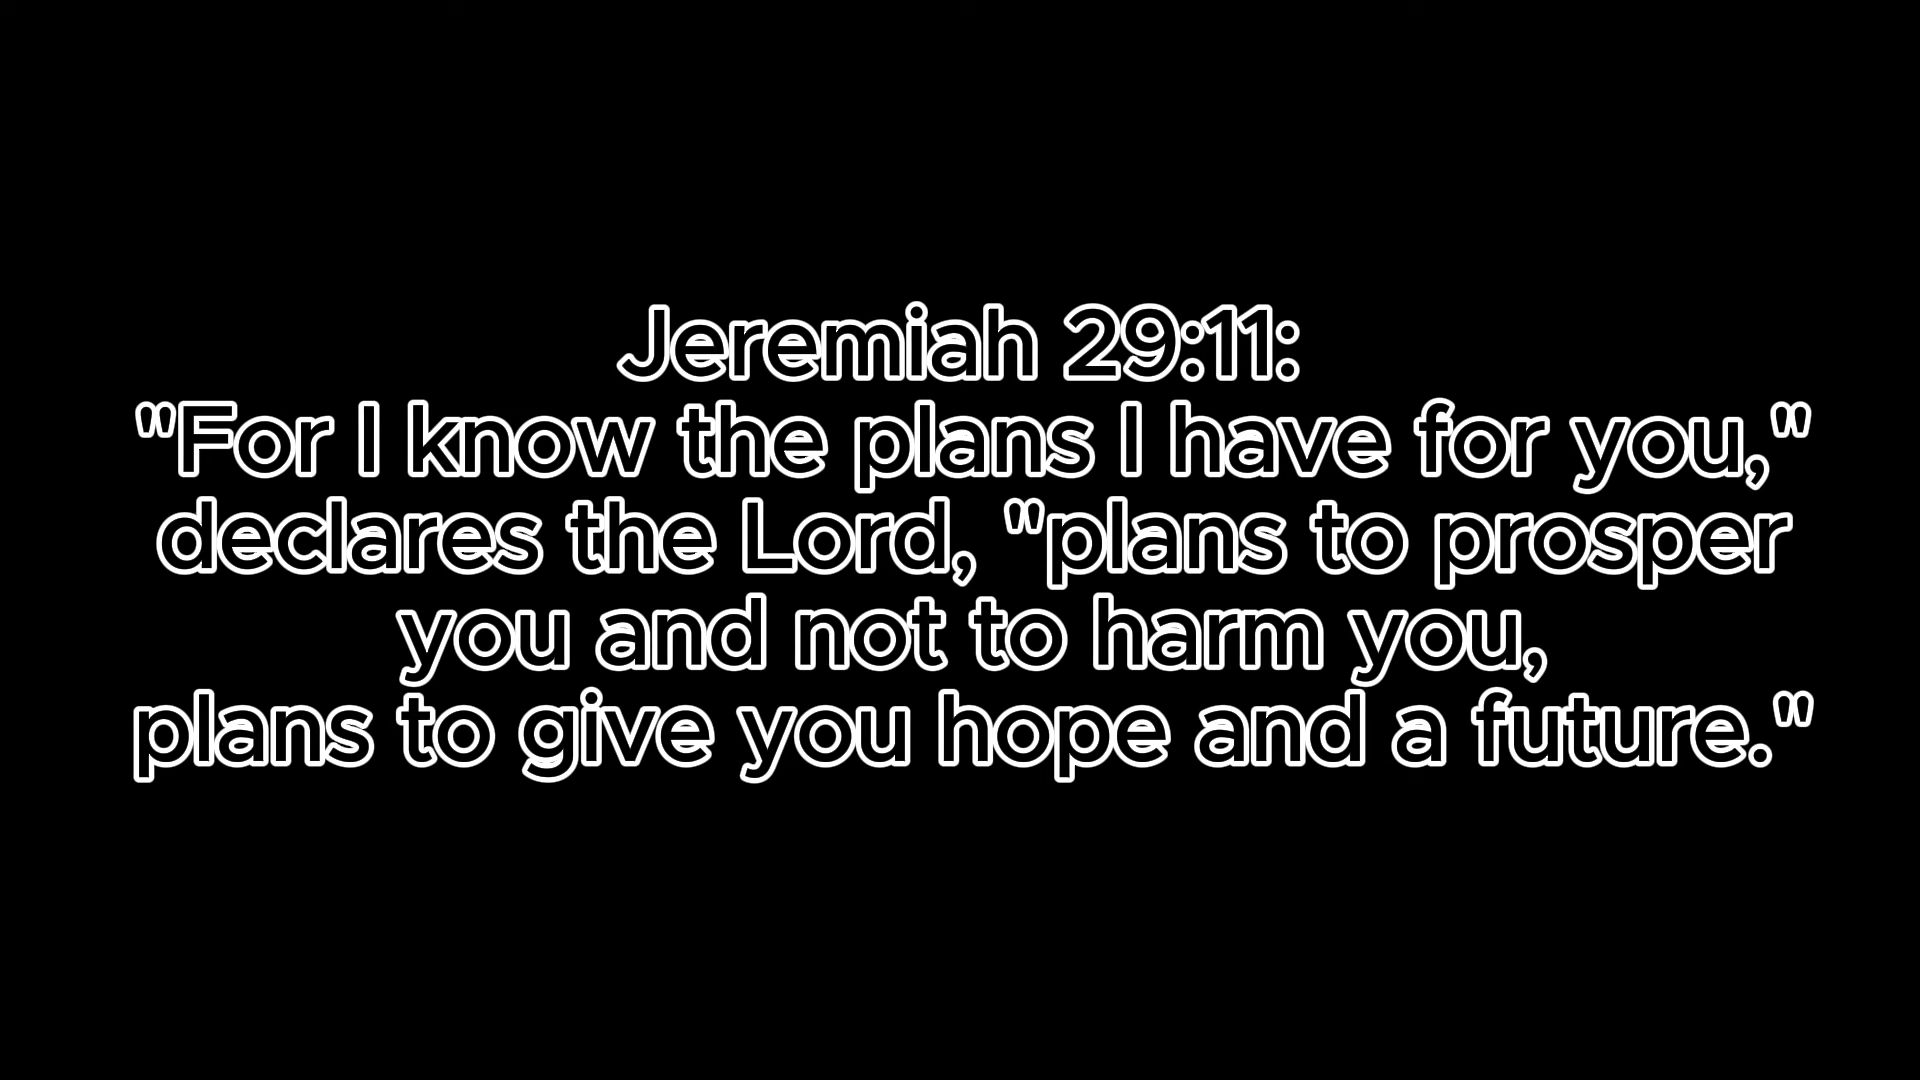 Jeremiah 29:11:
"For I know the plans I have for you,"
declares the Lord, "plans to prosper
you and not to harm you,
plans to give you hope and a future."